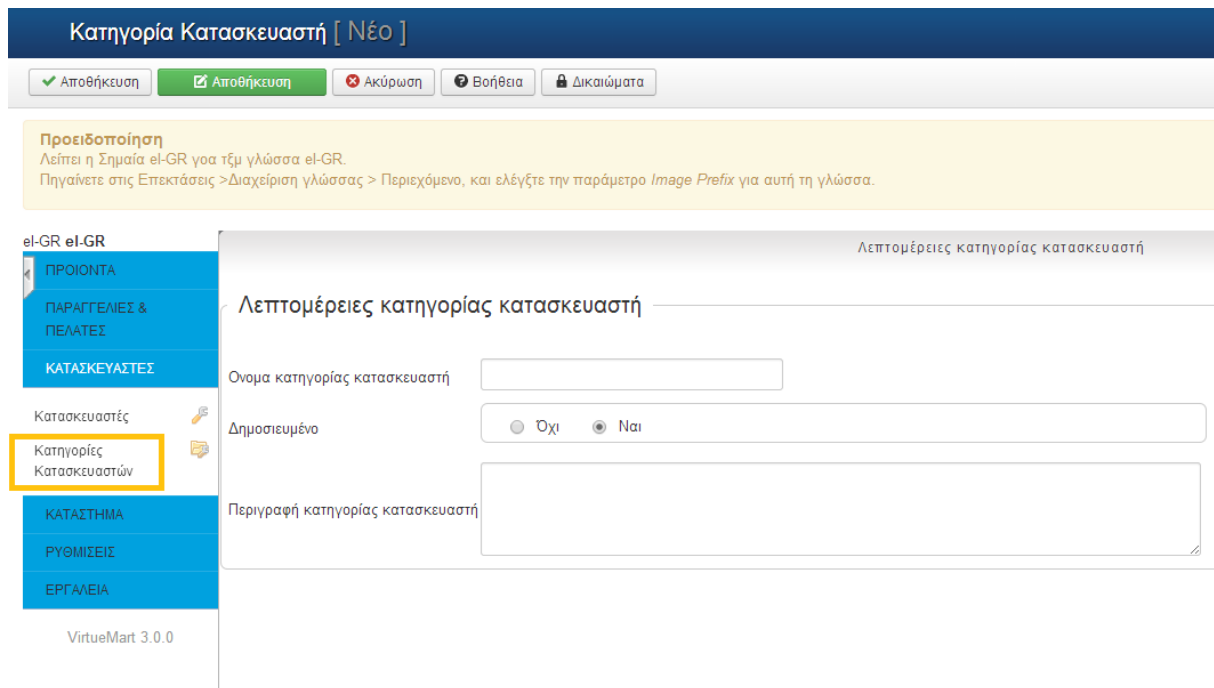 Κατηγορία Κατασκευαστή [ Νέο ]
Αποθήκευση Αποθήκευση Ακύρωση Βοήθεια Δικαιώματα
Προειδοποίηση
Λείπει η Σημαία el-GR γοα τξμ γλώσσα el-GR.
Πηγαίνετε στις Επεκτάσεις >Διαχείριση γλώσσας > Περιεχόμενο, και ελέγξτε την παράμετρο Image Prefix για αυτή τη γλώσσα.
el-GR el-GR
Λεπτομέρειες κατηγορίας κατασκευαστή
ΠΡΟΙΟΝΤΑ
ΠΑΡΑΓΓΕΛΙΕΣ &
ΠΕΛΑΤΕΣ
ΚΑΤΑΣΚΕΥΑΣΤΕΣ
Κατασκευαστές
Κατηγορίες
Κατασκευαστών
ΚΑΤΑΣΤΗΜΑ
ΡΥΘΜΙΣΕΙΣ
ΕΡΓΑΛΕΙΑ
VirtueMart 3.0.0
Λεπτομέρειες κατηγορίας κατασκευαστή
Ονομα κατηγορίας κατασκευαστή
Δημοσιευμένο Όχι Ναι
Περιγραφή κατηγορίας κατασκευαστή